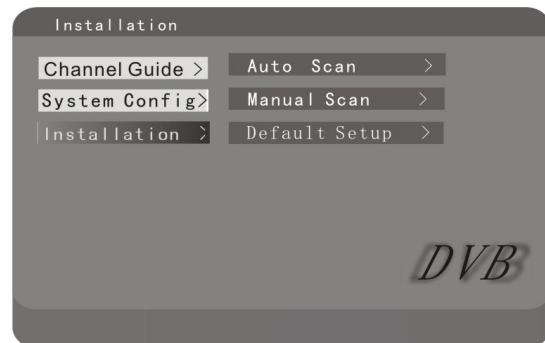 Installation
Channel Guide >
System Config>
Installation >
Auto Scan >
Manual Scan >
Default Setup >
DVB